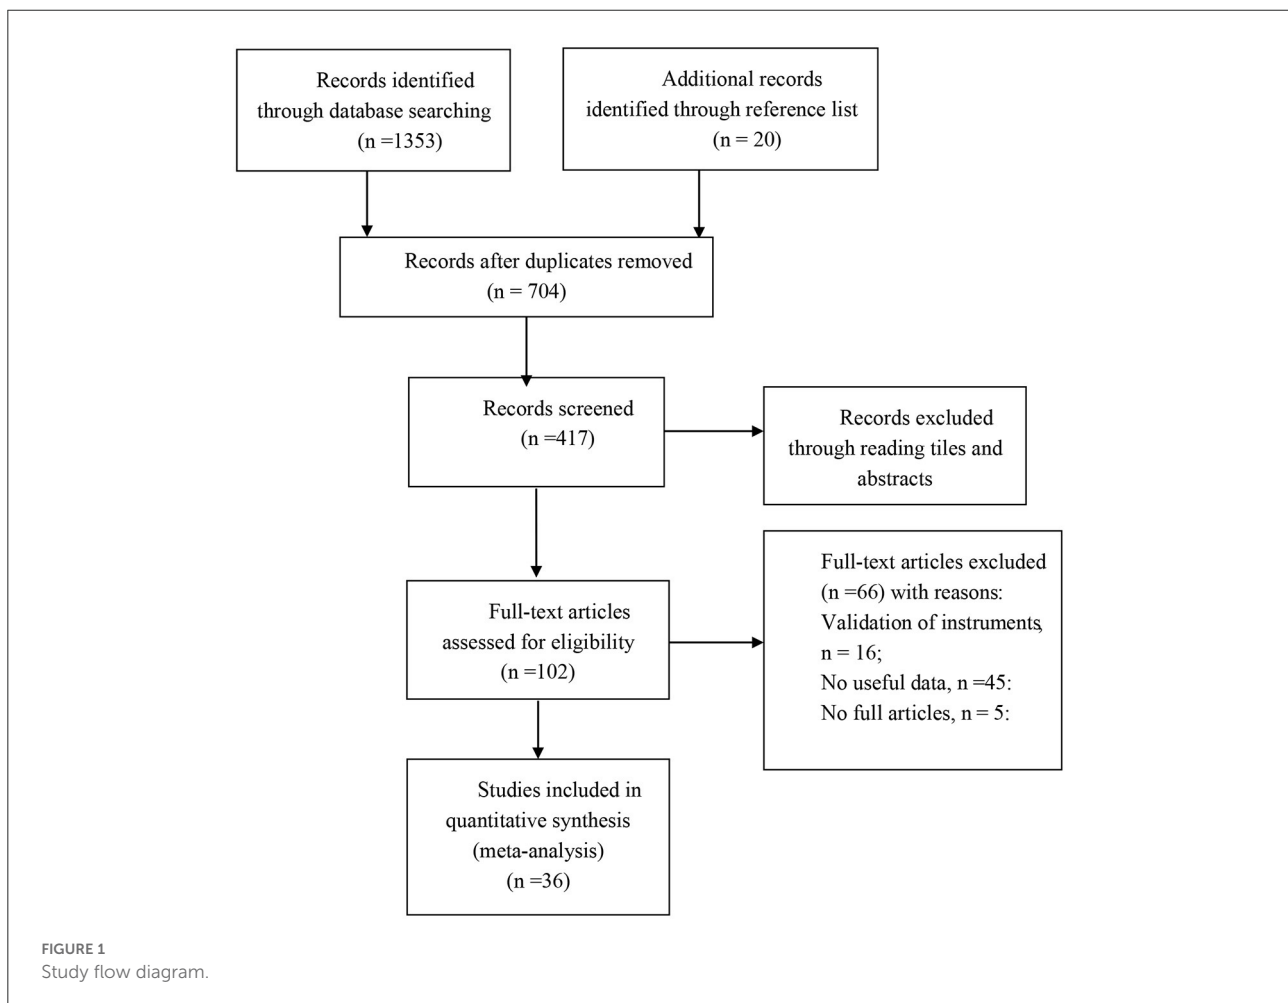 Records identified
through database searching
(n =1353)
Additional records
identified through reference list
(n = 20)
Records after duplicates removed
(n = 704)
Records screened
(n =417)
Records excluded
through reading tiles and
abstracts
Full-text articles
assessed for eligibility
(n =102)
Full-text articles excluded
(n =66) with reasons:
Validation of instruments,
n = 16;
No useful data, n =45:
No full articles, n = 5:
Studies included in
quantitative synthesis
(meta-analysis)
(n =36)
FIGURE 1
Study flow diagram.